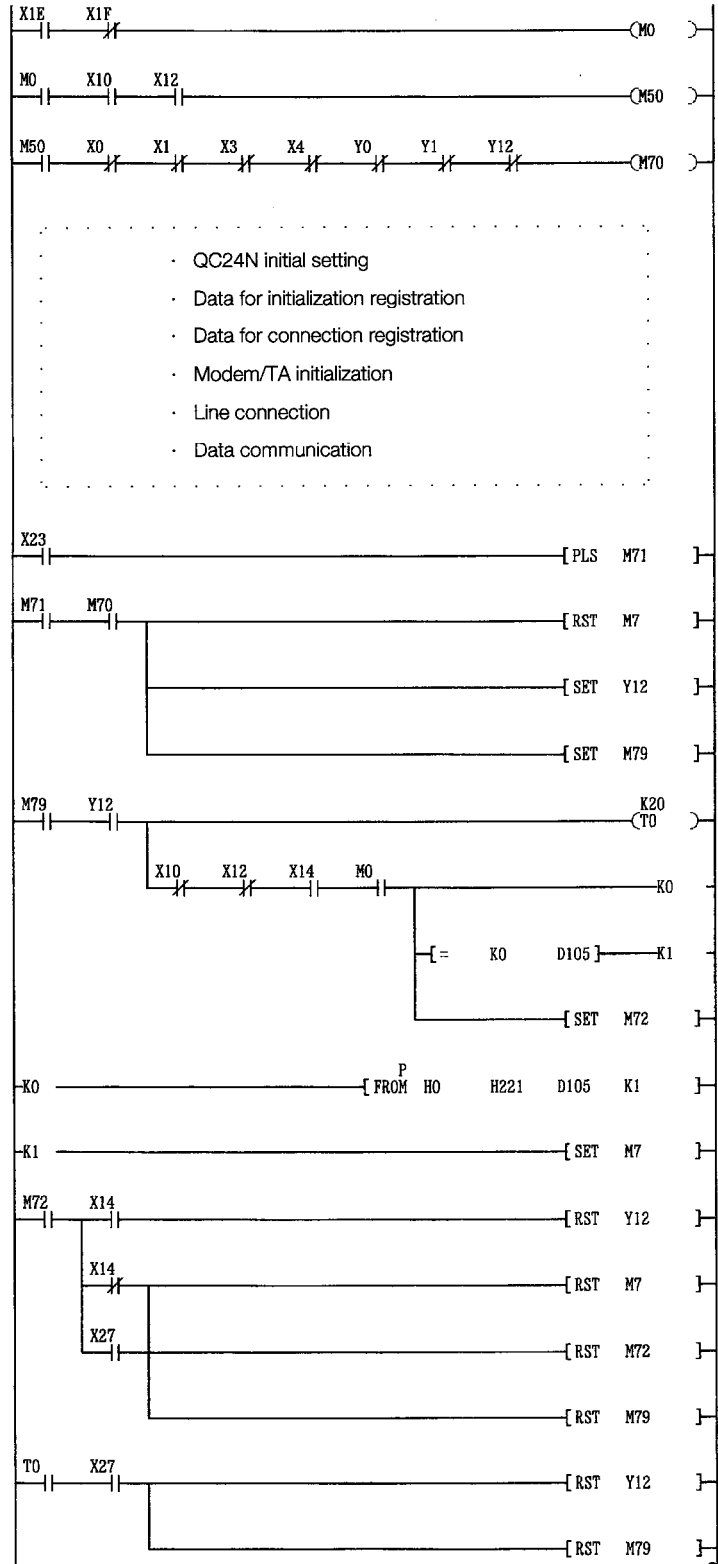 X1E X1F
M0
M0 X10 X12
M50
M50 X0 X1 X3 X4 Y0 Y1 Y12
M70
· QC24N initial setting
· Data for initialization registration
· Data for connection registration
· Modem/TA initialization
· Line connection
· Data communication
X23
PLS M71
M71 M70
RST M7
SET Y12
SET M79
M79 Y12
K20
T0
X10 X12 X14 M0
K0
= K0 D105 K1
SET M72
P
K0 FROM H0 H221 D105 K1
K1 SET M7
M72 X14
RST Y12
X14
RST M7
X27
RST M72
RST M79
T0 X27
RST Y12
RST M79